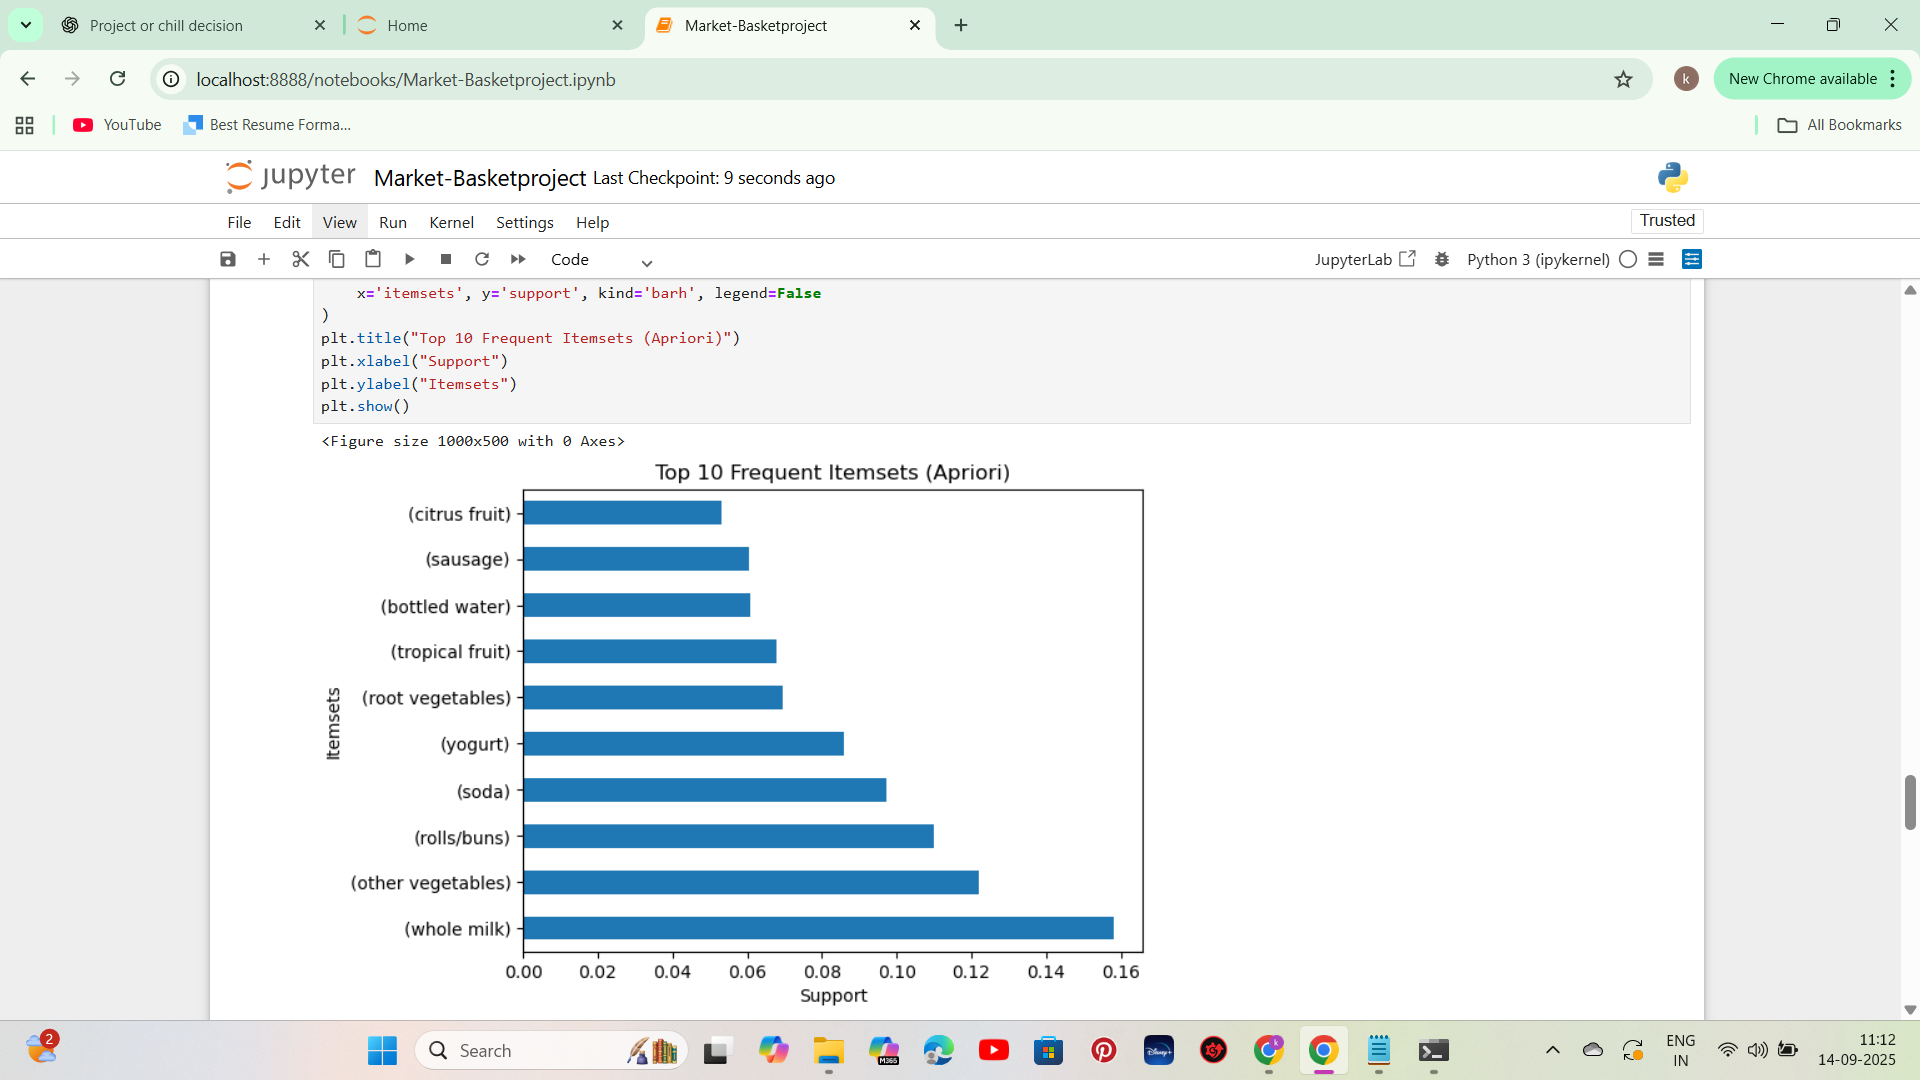 Project or chill decision
Home
Market-Basketproject
localhost:8888/notebooks/Market-Basketproject.ipynb
k
New Chrome available
YouTube
Best Resume Forma...
All Bookmarks
jupyter
Market-Basketproject Last Checkpoint: 9 seconds ago
File Edit View Run Kernel Settings Help
Trusted
Code
JupyterLab
Python 3 (ipykernel)
x='itemsets', y='support', kind='barh', legend=False
)
plt.title("Top 10 Frequent Itemsets (Apriori)")
plt.xlabel("Support")
plt.ylabel("Itemsets")
plt.show()
<Figure size 1000x500 with 0 Axes>
Top 10 Frequent Itemsets (Apriori)
(citrus fruit)
(sausage)
(bottled water)
(tropical fruit)
(root vegetables)
(yogurt)
(soda)
(rolls/buns)
(other vegetables)
(whole milk)
Itemsets
0.00 0.02 0.04 0.06 0.08 0.10 0.12 0.14 0.16
Support
2
Search
M365
Disney+
k
ENG
IN
11:12
14-09-2025